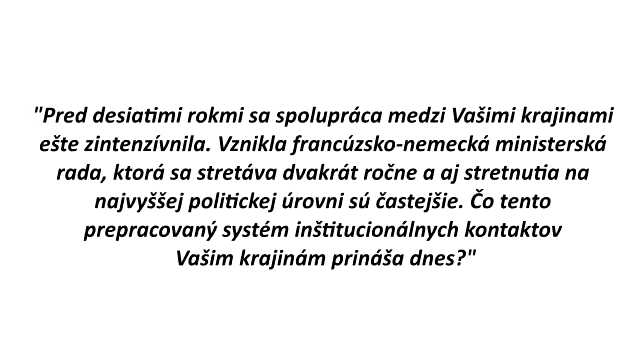 "Pred desiatimi rokmi sa spolupráca medzi Vašimi krajinami
ešte zintenzívnila. Vznikla francúzsko-nemecká ministerská
rada, ktorá sa stretáva dvakrát ročne a aj stretnutia na
najvyššej politickej úrovni sú častejšie. Čo tento
prepracovaný systém inštitucionálnych kontaktov
Vašim krajinám prináša dnes?"